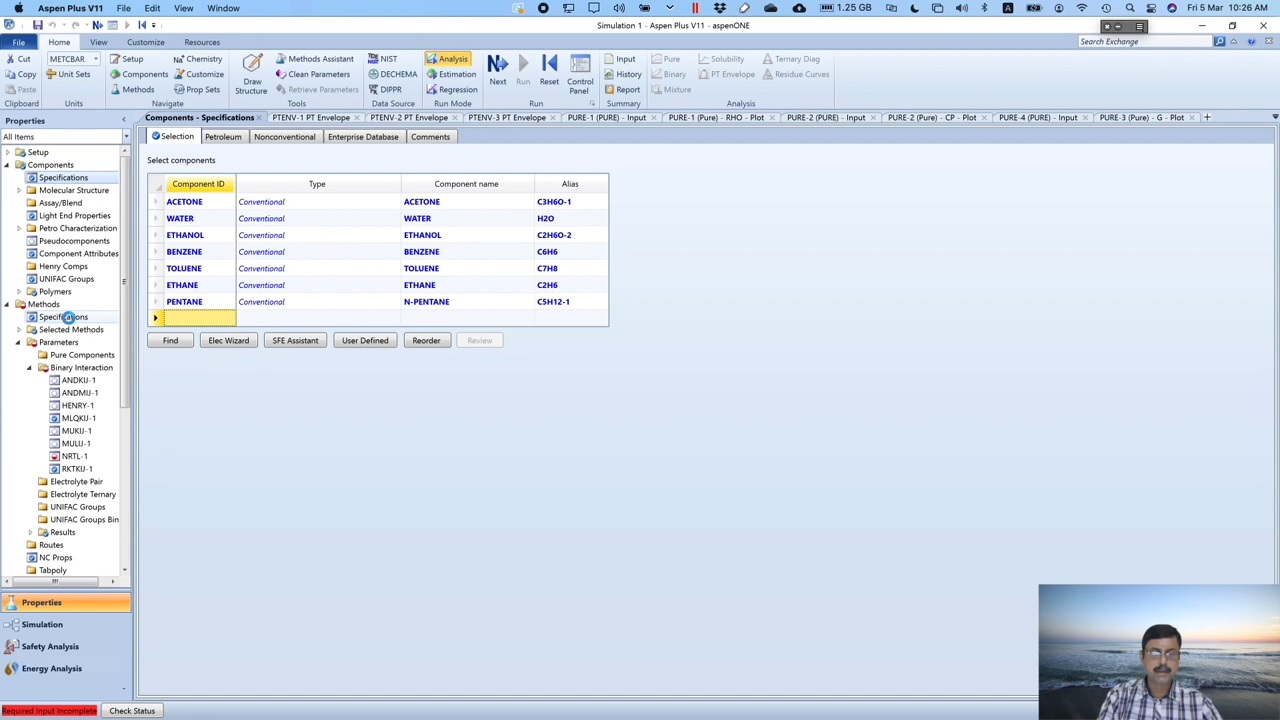 Aspen Plus V11 File Edit View Window 1.25 GB Fri 5 Mar 10:26 AM
Simulation 1 - Aspen Plus V11 - aspenONE
File Home View Customize Resources Search Exchange
Cut METCBAR Setup Chemistry Methods Assistant NIST Analysis Input Pure Solubility Ternary Diag
Copy Unit Sets Components Customize Clean Parameters DECHEMA Estimation History Binary PT Envelope Residue Curves
Paste Methods Prop Sets Draw Structure Retrieve Parameters DIPPR Regression Next Run Reset Control Panel Report Mixture
Clipboard Units Navigate Tools Data Source Run Mode Run Summary Analysis
Properties
All Items
Components - Specifications PTENV-1 PT Envelope PTENV-2 PT Envelope PTENV-3 PT Envelope PURE-1 (PURE) - Input PURE-1 (Pure) - RHO - Plot PURE-2 (PURE) - Input PURE-2 (Pure) - CP - Plot PURE-4 (PURE) - Input PURE-3 (Pure) - G - Plot
Selection Petroleum Nonconventional Enterprise Database Comments
Setup
Components
Specifications
Molecular Structure
Assay/Blend
Light End Properties
Petro Characterization
Pseudocomponents
Component Attributes
Henry Comps
UNIFAC Groups
Polymers
Methods
Specifications
Selected Methods
Parameters
Pure Components
Binary Interaction
ANDKIJ-1
ANDMIJ-1
HENRY-1
MLQKIJ-1
MUKIJ-1
MULIJ-1
NRTL-1
RKTKIJ-1
Electrolyte Pair
Electrolyte Ternary
UNIFAC Groups
UNIFAC Groups Bin
Results
Routes
NC Props
Tabpoly
Properties
Simulation
Safety Analysis
Energy Analysis
Select components
Component ID Type Component name Alias
ACETONE Conventional ACETONE C3H6O-1
WATER Conventional WATER H2O
ETHANOL Conventional ETHANOL C2H6O-2
BENZENE Conventional BENZENE C6H6
TOLUENE Conventional TOLUENE C7H8
ETHANE Conventional ETHANE C2H6
PENTANE Conventional N-PENTANE C5H12-1
Find Elec Wizard SFE Assistant User Defined Reorder Review
Required Input Incomplete Check Status